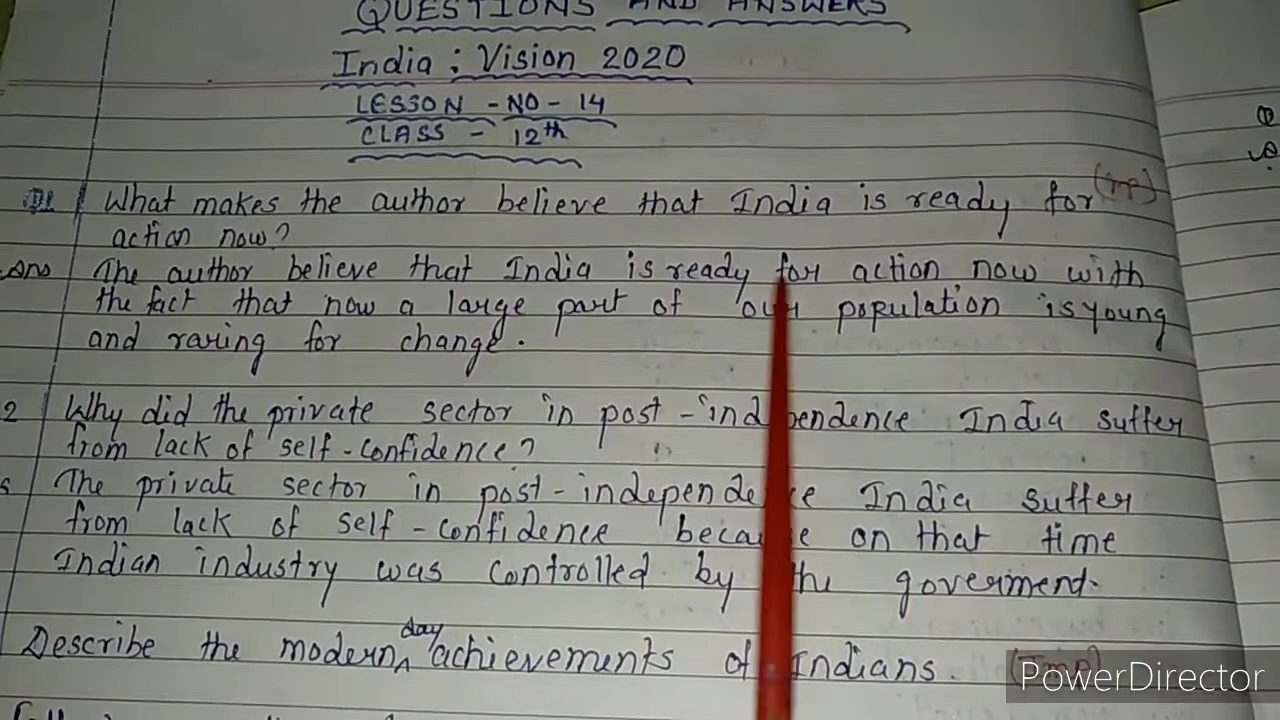 QUESTIONS AND ANSWERS
India : Vision 2020
LESSON - NO - 14
CLASS - 12th
Q1 What makes the author believe that India is ready for (Imp)
action now?
Ans The author believe that India is ready for action now with
the fact that now a large part of our population is young
and raring for change.
2 Why did the private sector in post - independence India suffer
from lack of self - confidence?
s The private sector in post - independence India suffer
from lack of self - confidence because on that time
Indian industry was controlled by the goverment.
Describe the modern day achievements of Indians. (Imp)
PowerDirector